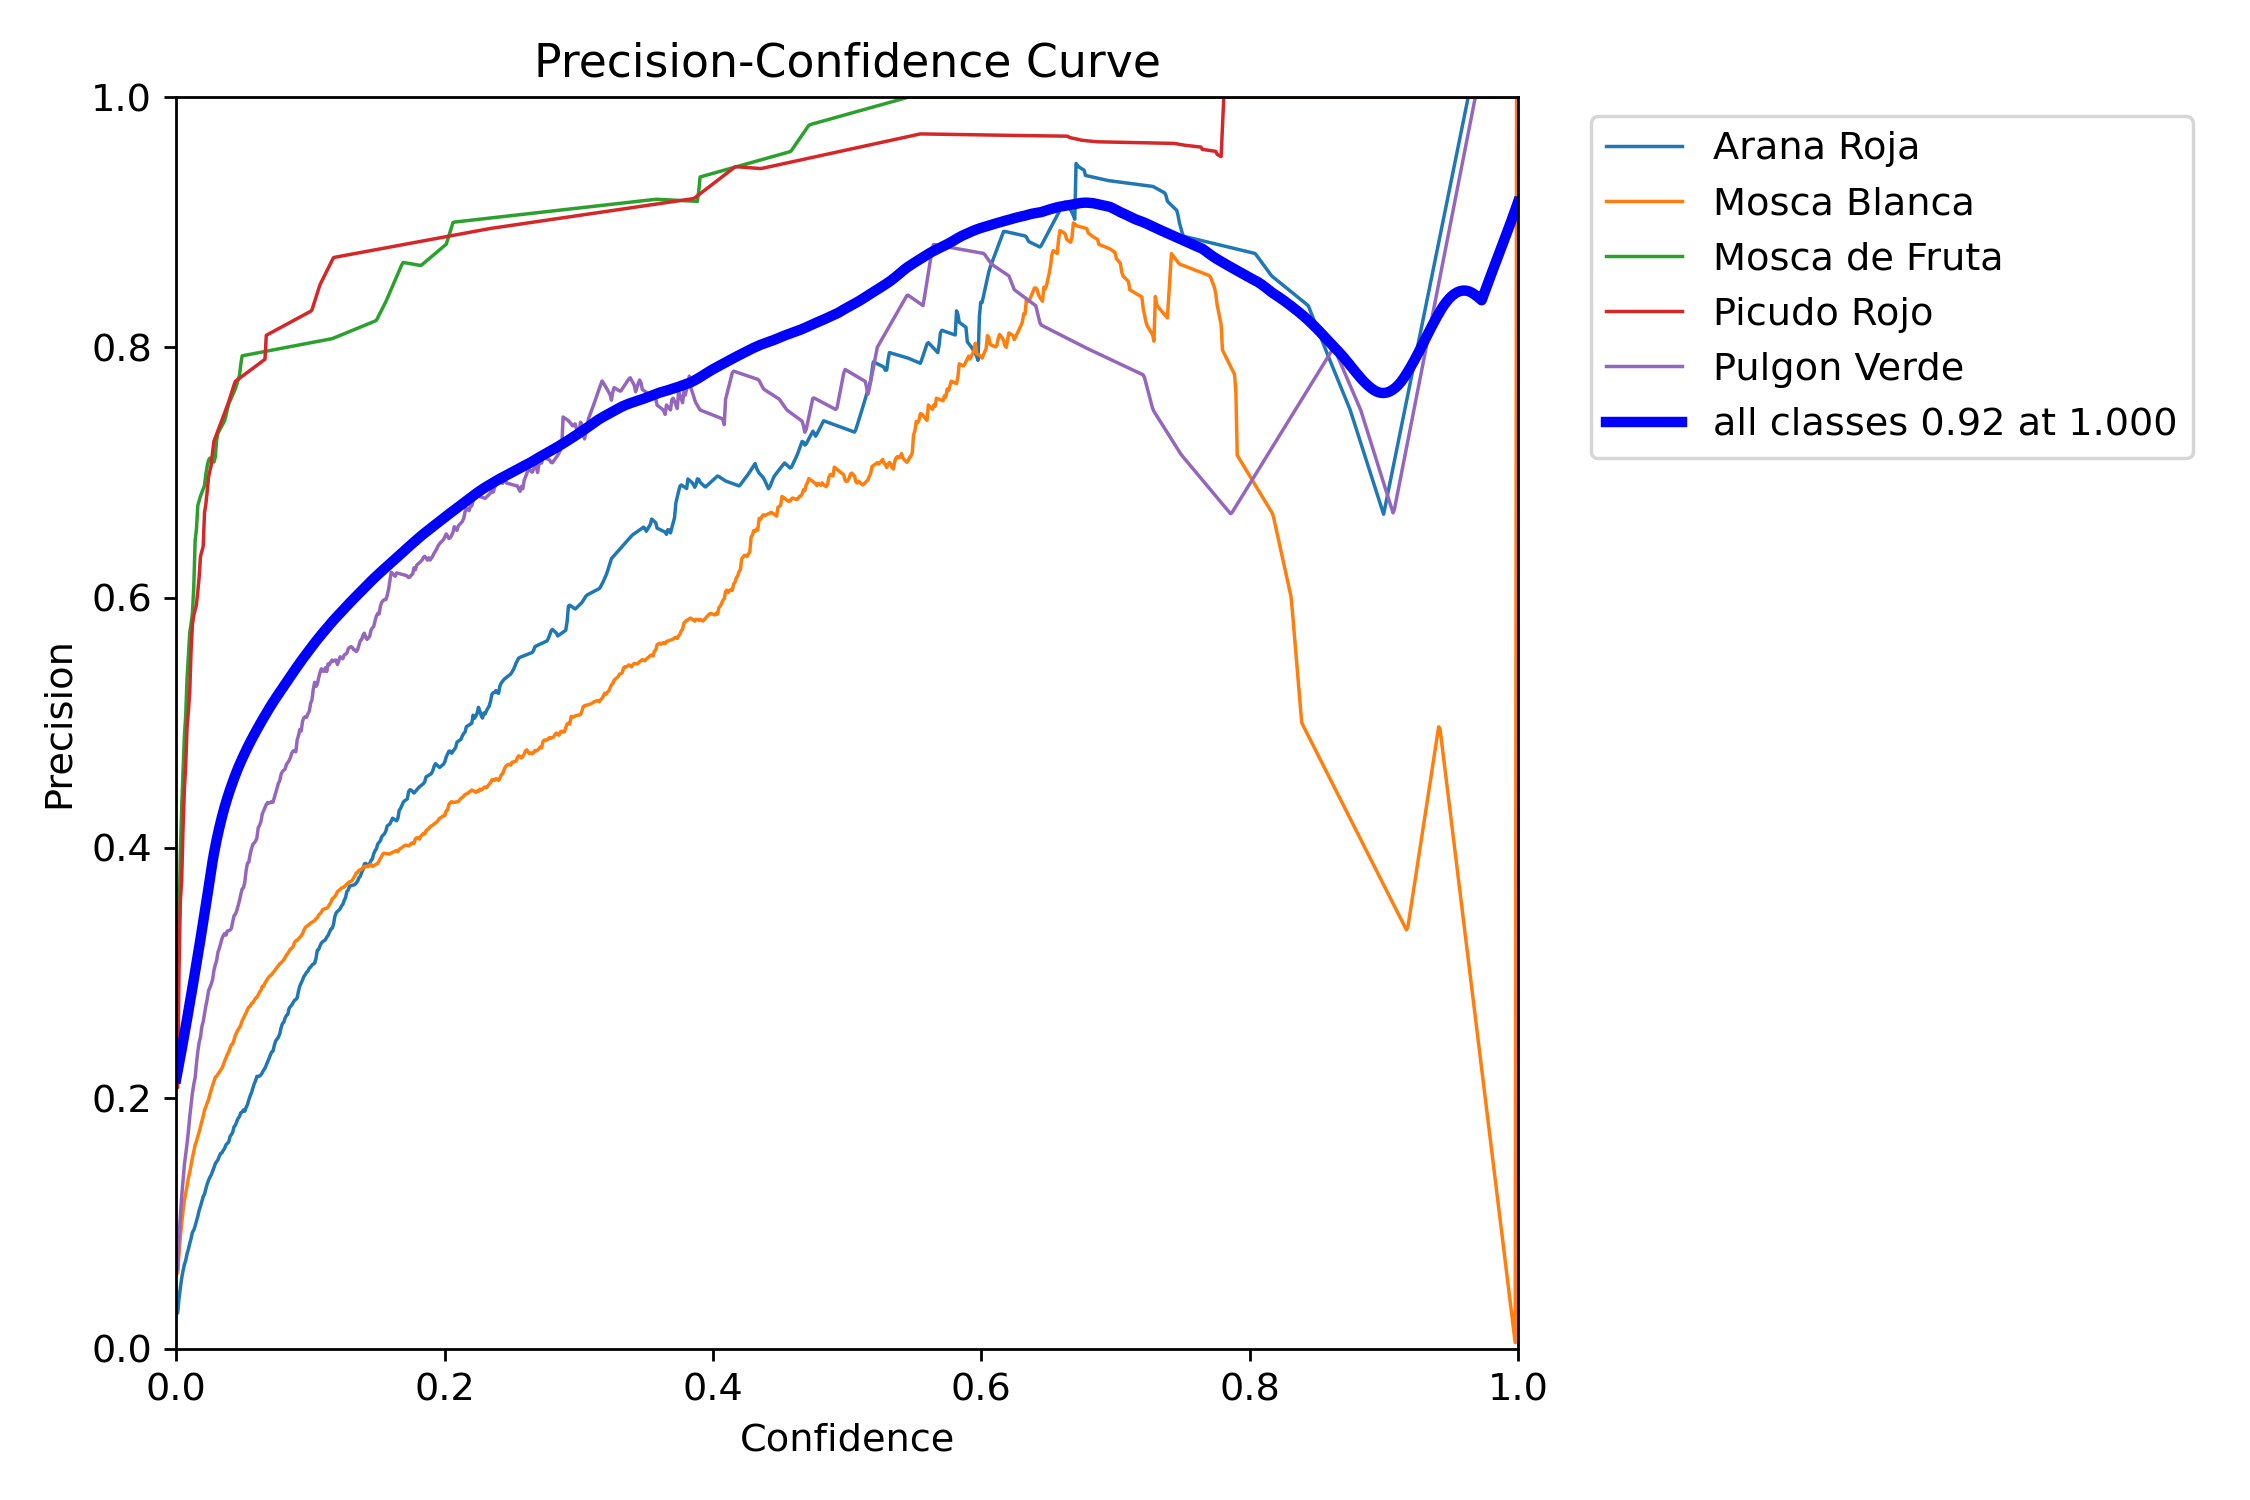 Precision-Confidence Curve
1.0
0.8
0.6
0.4
0.2
0.0
Precision
0.0 0.2 0.4 0.6 0.8 1.0
Confidence
Arana Roja
Mosca Blanca
Mosca de Fruta
Picudo Rojo
Pulgon Verde
all classes 0.92 at 1.000